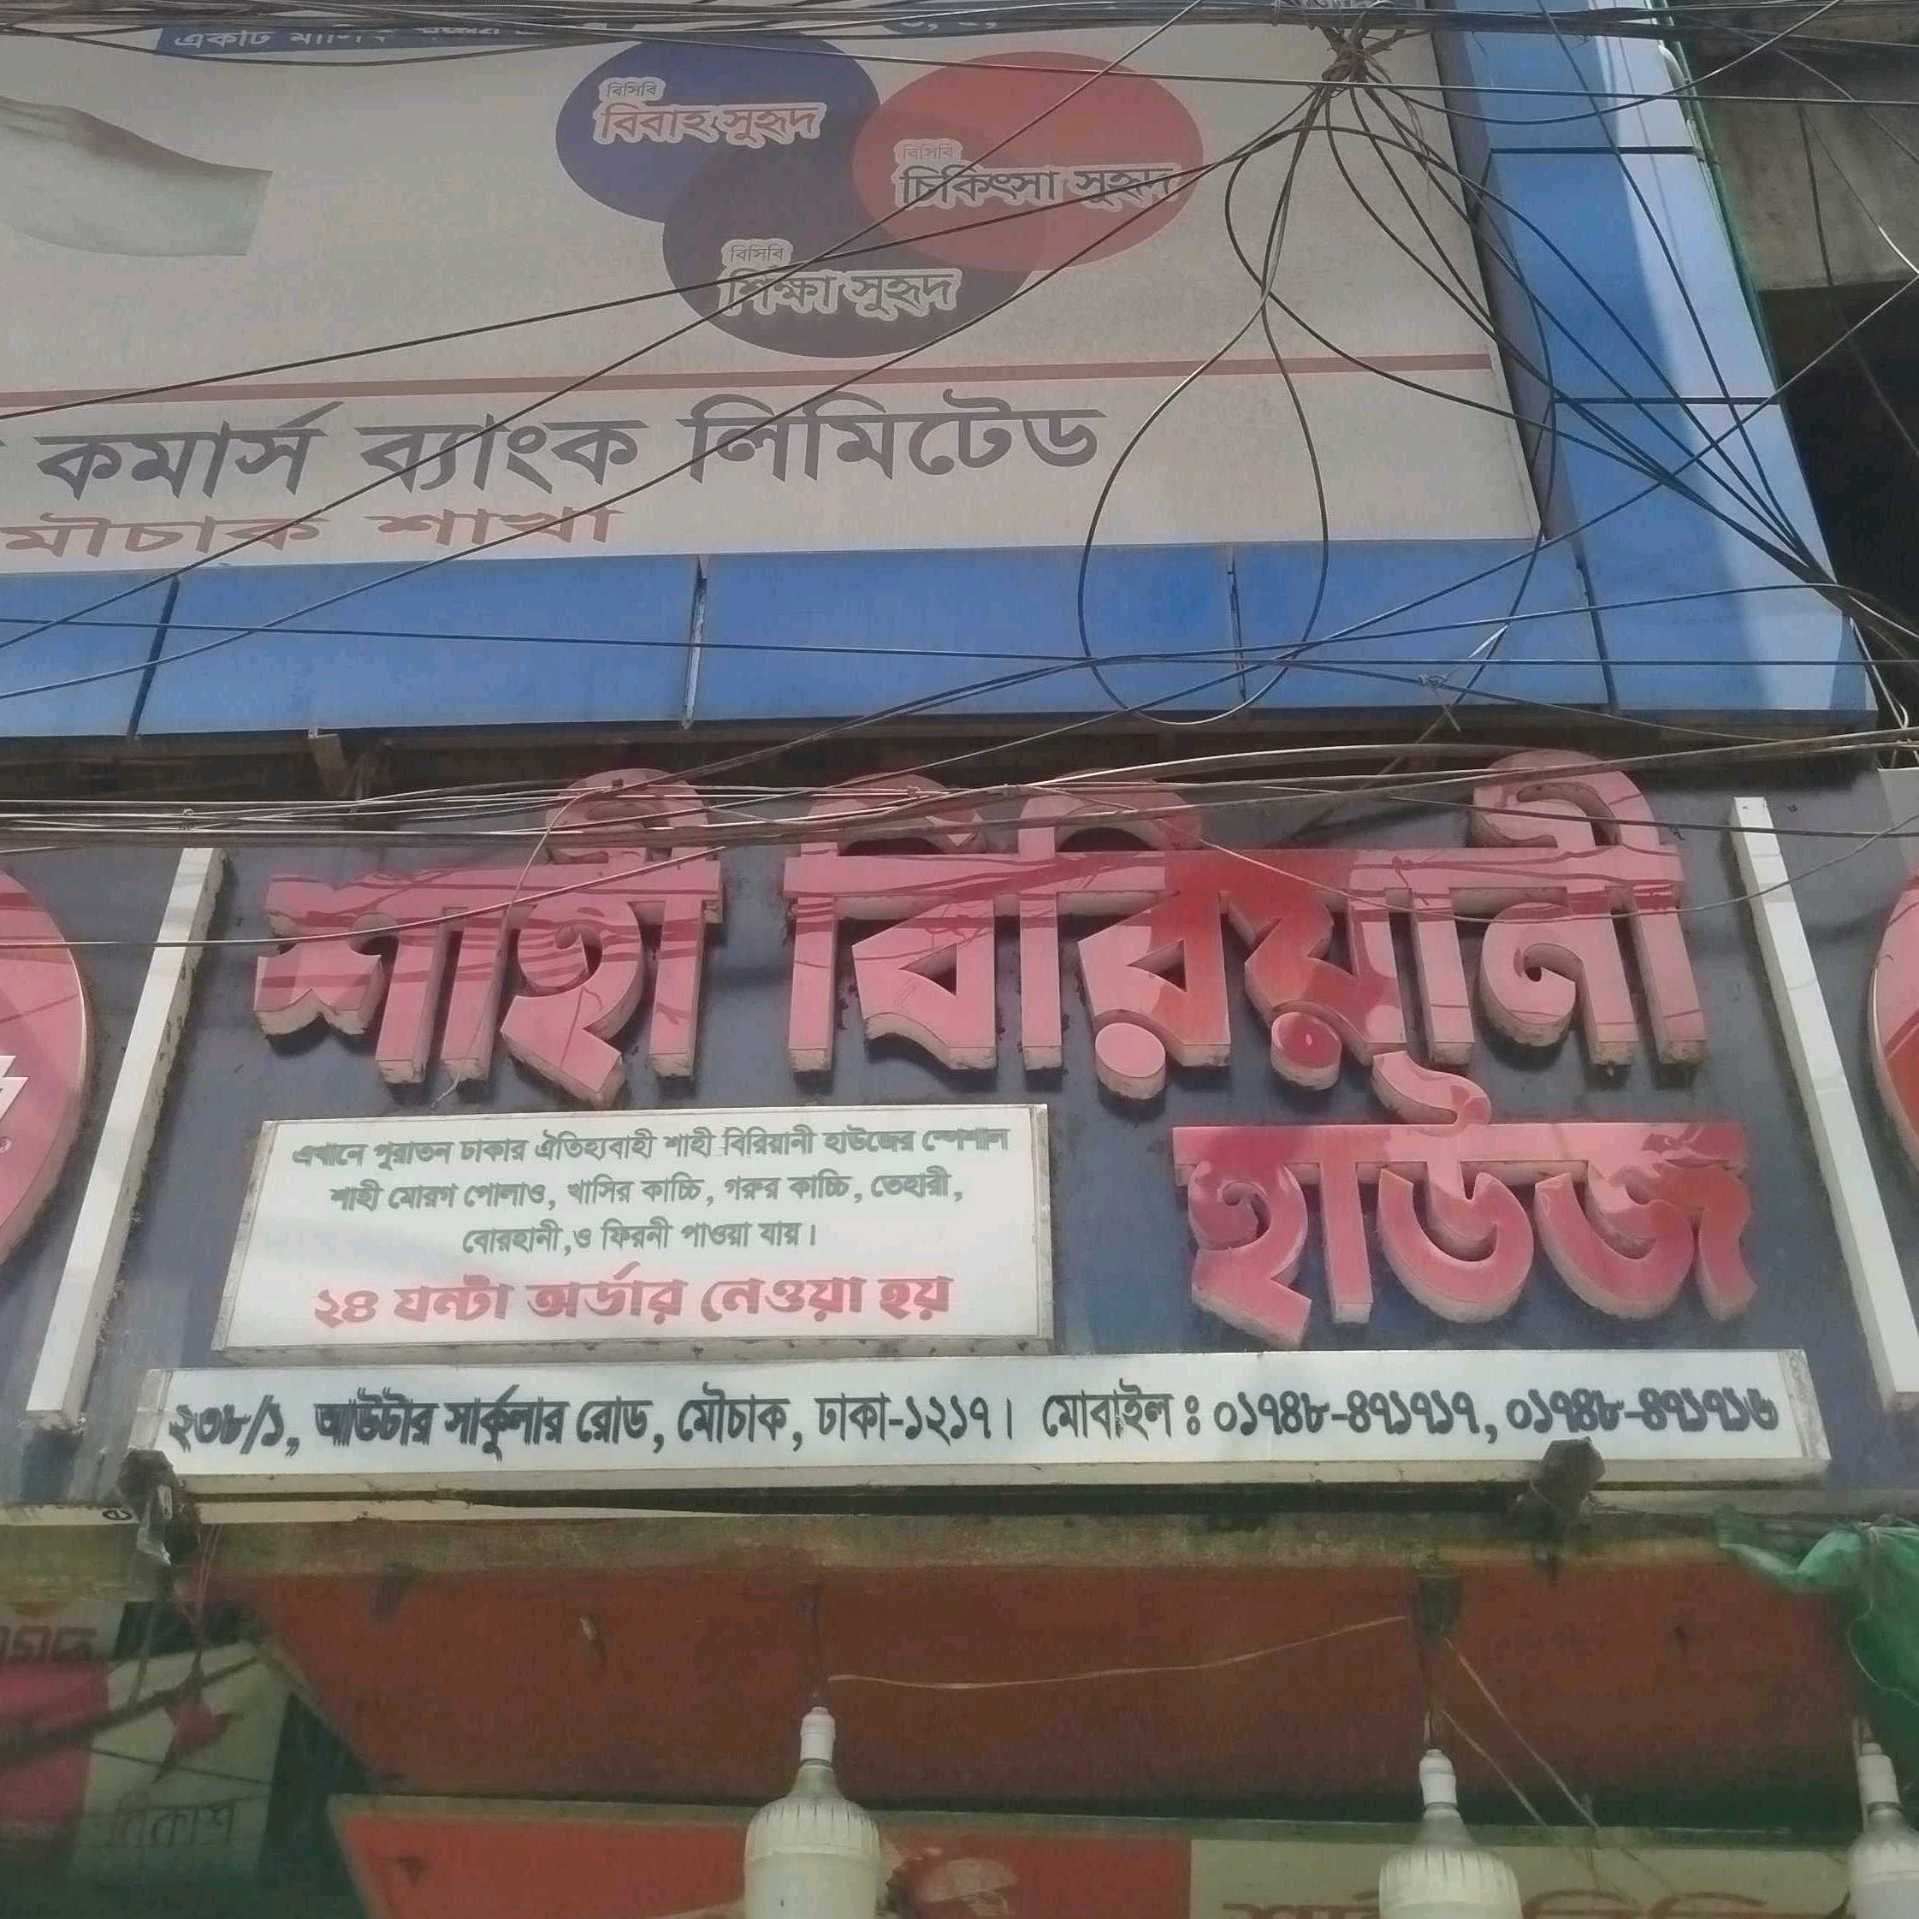 বিসিবি
বিবাহ সুহৃদ
বিসিবি
চিকিৎসা সুহৃদ
বিসিবি
শিক্ষা সুহৃদ
কমার্স ব্যাংক লিমিটেড
মৌচাক শাখা
শাহী বিরিয়ানী
হাউজ
এখানে পুরাতন ঢাকার ঐতিহ্যবাহী শাহী বিরিয়ানী হাউজের স্পেশাল
শাহী মোরগ পোলাও, খাসির কাচ্চি, গরুর কাচ্চি, তেহারী,
বোরহানী,ও ফিরনী পাওয়া যায়।
২৪ ঘন্টা অর্ডার নেওয়া হয়
২৩৮/১, আউটার সার্কুলার রোড, মৌচাক, ঢাকা-১২১৭। মোবাইল : ০১৭৪৮-৪৭১৭১৭, ০১৭৪৮-৪৭১৭১৬
বিকাশ